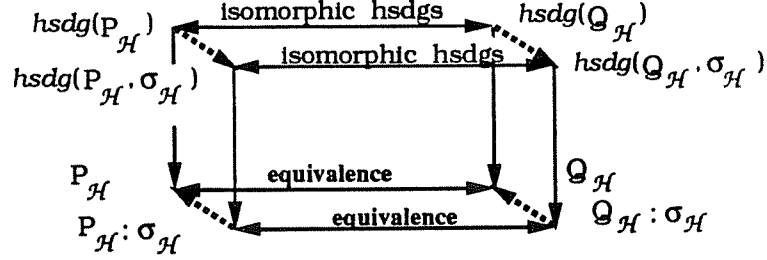 hsdg(P_ℋ) isomorphic hsdgs hsdg(Q_ℋ)
hsdg(P_ℋ, σ_ℋ) isomorphic hsdgs hsdg(Q_ℋ, σ_ℋ)
P_ℋ equivalence Q_ℋ
P_ℋ : σ_ℋ equivalence Q_ℋ : σ_ℋ